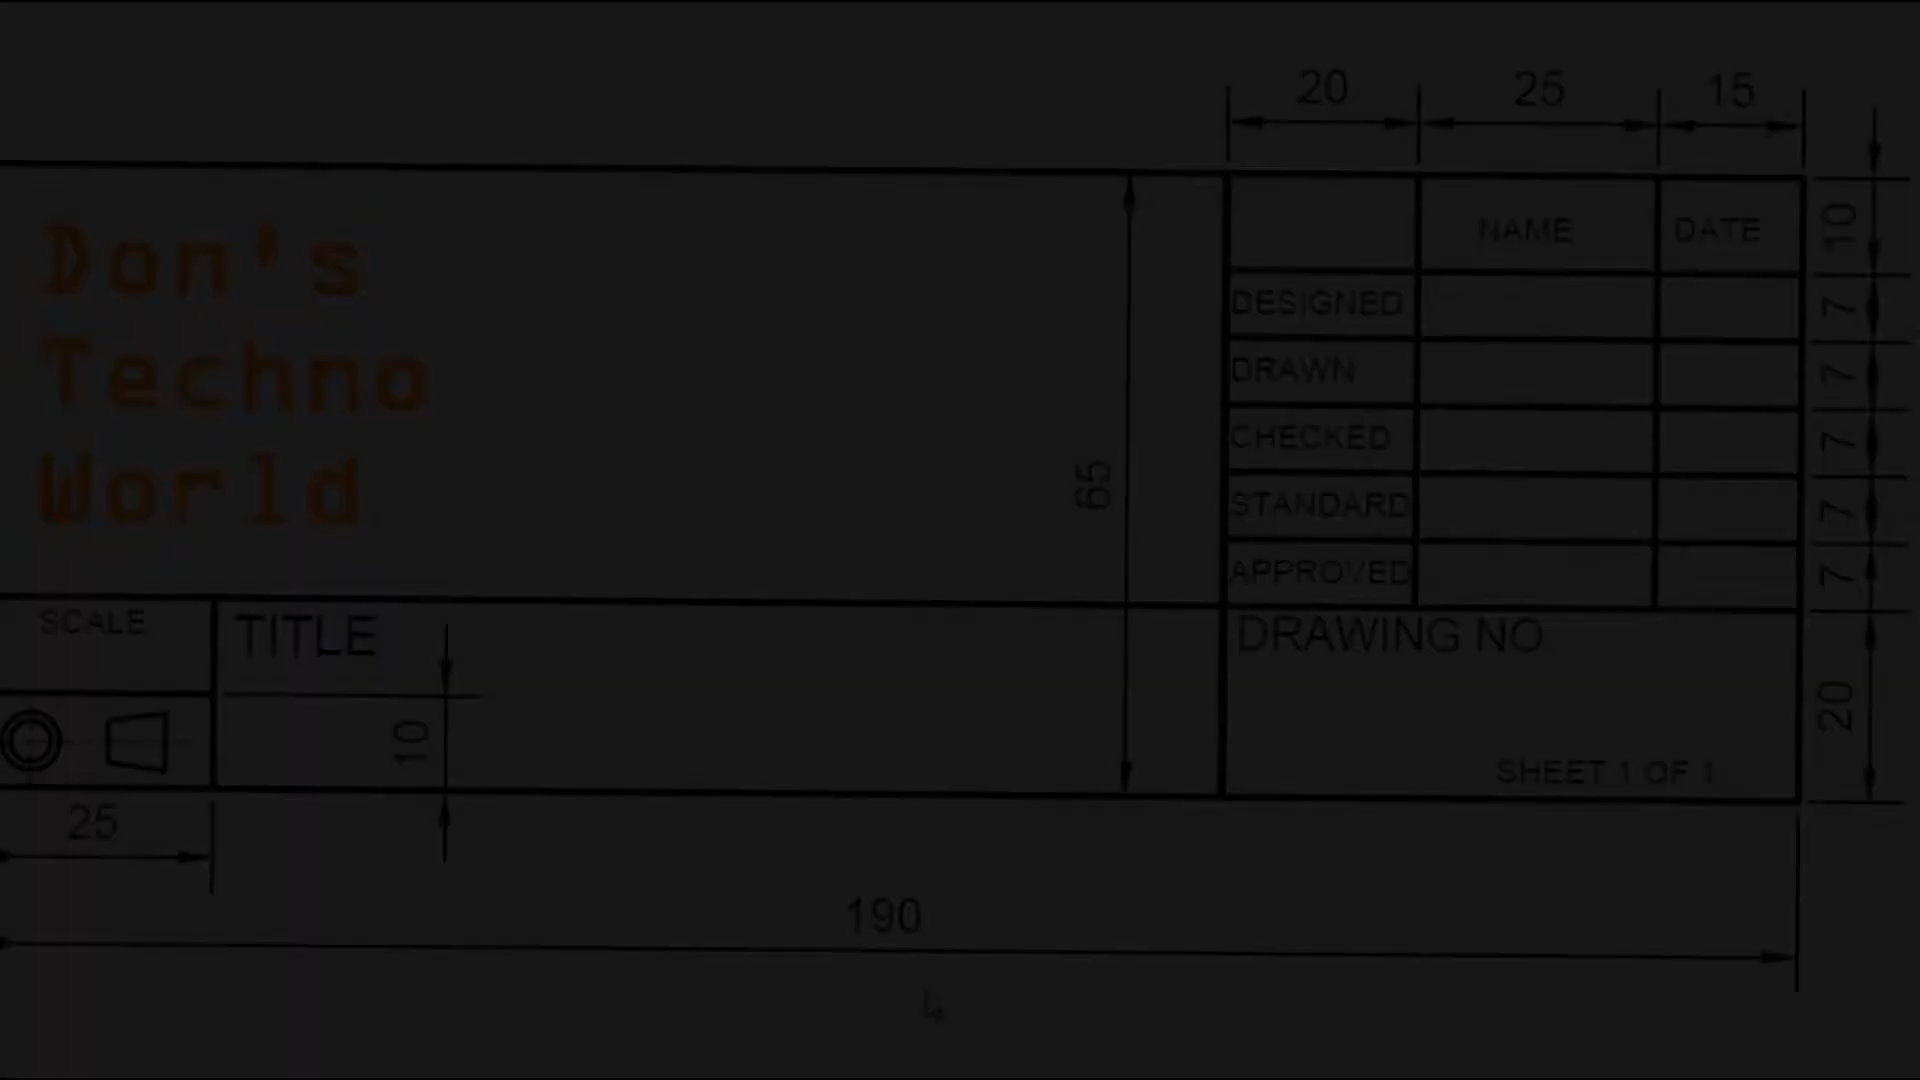 20 25 15
Don's
Techno
World
NAME DATE
10
DESIGNED
7
DRAWN
7
CHECKED
7
65
STANDARD
7
APPROVED
7
SCALE
TITLE
DRAWING NO
10
20
SHEET 1 OF 1
25
190